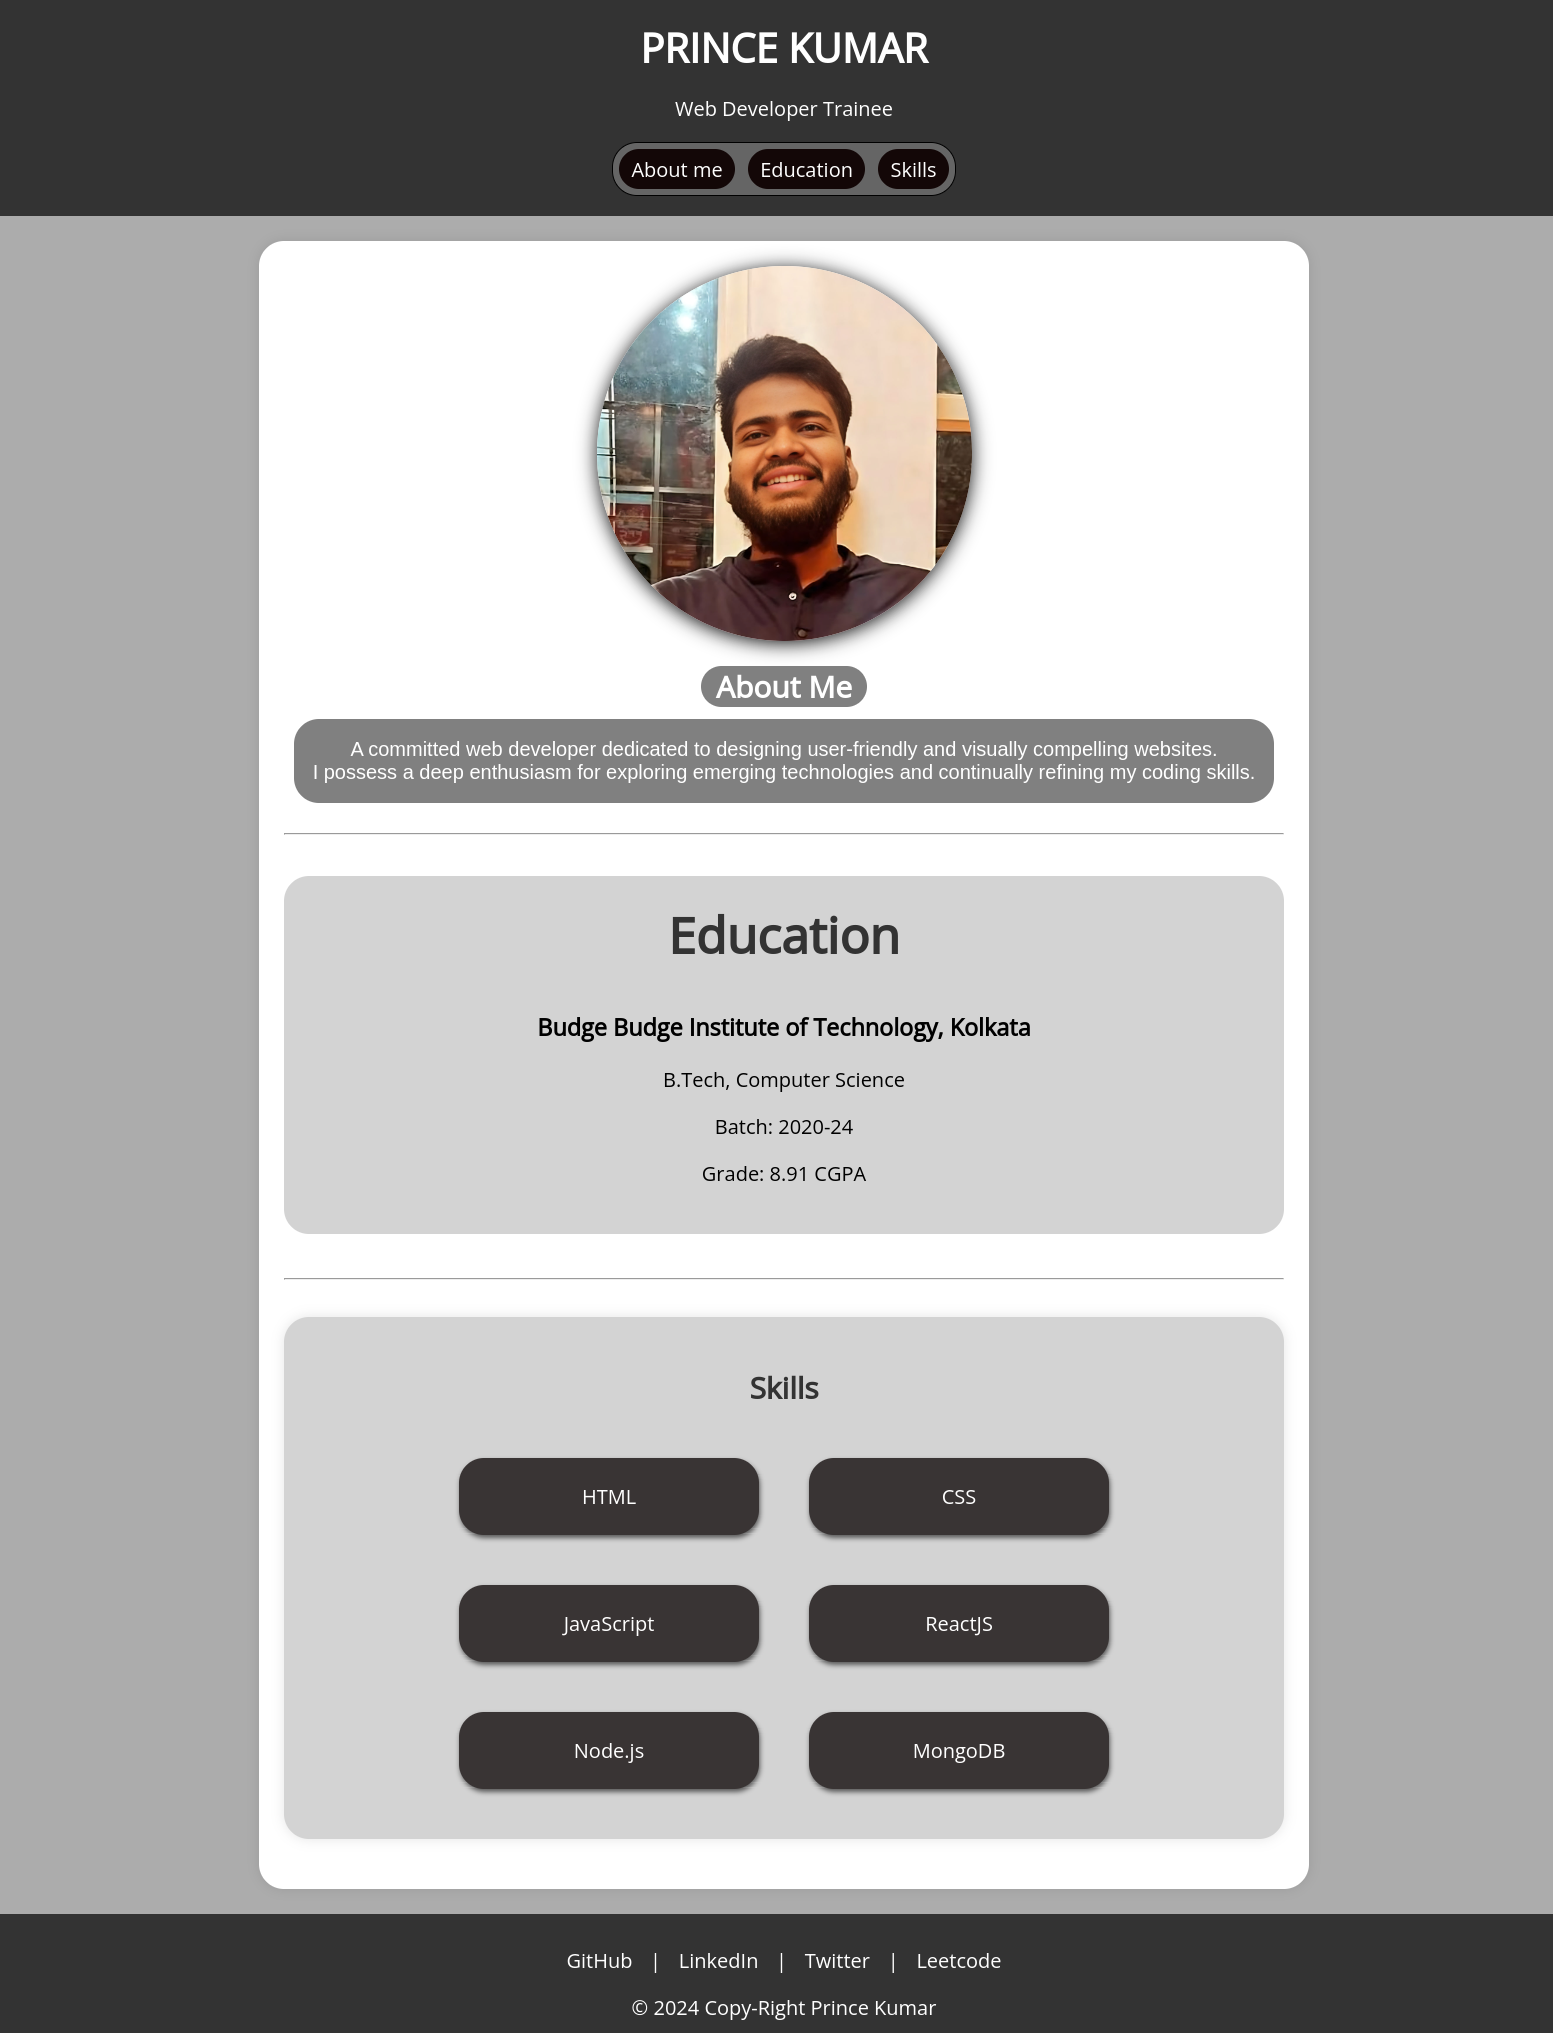 PRINCE KUMAR
Web Developer Trainee
About me Education Skills
About Me
A committed web developer dedicated to designing user-friendly and visually compelling websites.
I possess a deep enthusiasm for exploring emerging technologies and continually refining my coding skills.
Education
Budge Budge Institute of Technology, Kolkata
B.Tech, Computer Science
Batch: 2020-24
Grade: 8.91 CGPA
Skills
HTML CSS
JavaScript ReactJS
Node.js MongoDB
GitHub | LinkedIn | Twitter | Leetcode
© 2024 Copy-Right Prince Kumar